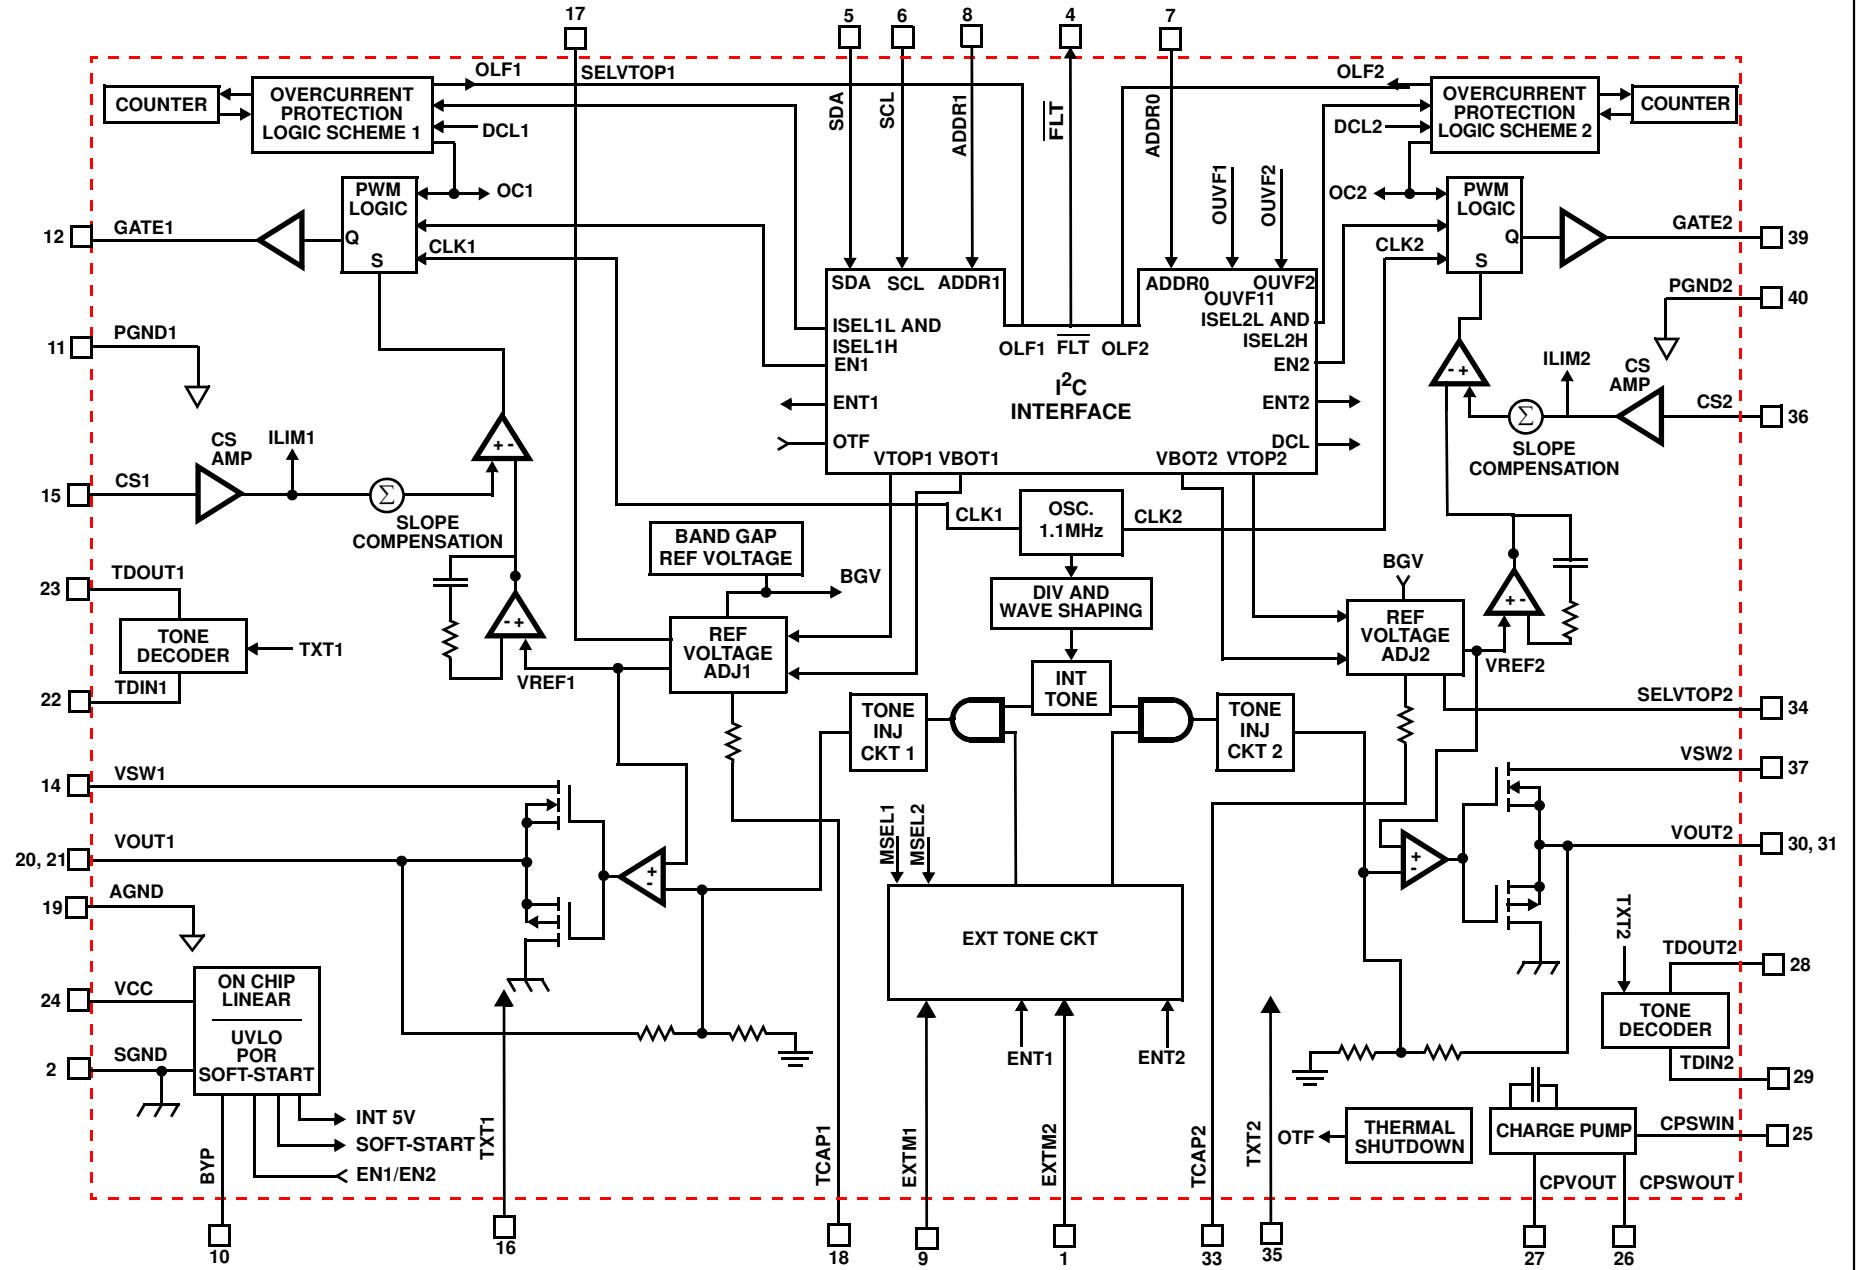 17
5
6
8
4
7
OLF1
SELVTOP1
SDA
SCL
ADDR1
FLT
ADDR0
OLF2
COUNTER
OVERCURRENT
PROTECTION
LOGIC SCHEME 1
DCL1
DCL2
OVERCURRENT
PROTECTION
LOGIC SCHEME 2
COUNTER
OUVF1
OUVF2
PWM
LOGIC
Q
S
OC1
CLK1
OC2
CLK2
PWM
LOGIC
Q
S
12
GATE1
GATE2
39
SDA
SCL
ADDR1
ADDR0
OUVF2
OUVF11
ISEL1L AND
ISEL1H
EN1
ENT1
OTF
VTOP1
VBOT1
OLF1
FLT
OLF2
I2C
INTERFACE
ISEL2L AND
ISEL2H
EN2
ENT2
DCL
VBOT2
VTOP2
PGND2
40
11
PGND1
- +
ILIM2
CS
AMP
CS2
36
Σ
SLOPE
COMPENSATION
CS
AMP
ILIM1
15
CS1
Σ
SLOPE
COMPENSATION
+ -
CLK1
OSC.
1.1MHz
CLK2
BAND GAP
REF VOLTAGE
BGV
DIV AND
WAVE SHAPING
BGV
23
TDOUT1
TONE
DECODER
TXT1
22
TDIN1
- +
VREF1
REF
VOLTAGE
ADJ1
INT
TONE
REF
VOLTAGE
ADJ2
+ -
VREF2
SELVTOP2
34
TONE
INJ
CKT 1
TONE
INJ
CKT 2
14
VSW1
VSW2
37
MSEL1
MSEL2
20, 21
VOUT1
+
-
+
-
VOUT2
30, 31
19
AGND
EXT TONE CKT
TXT2
TDOUT2
28
TONE
DECODER
TDIN2
29
24
VCC
ON CHIP
LINEAR
UVLO
POR
SOFT-START
2
SGND
ENT1
ENT2
INT 5V
SOFT-START
EN1/EN2
BYP
TXT1
TCAP1
EXTM1
EXTM2
TCAP2
TXT2
OTF
THERMAL
SHUTDOWN
CHARGE PUMP
CPSWIN
25
CPVOUT
CPSWOUT
10
16
18
9
1
33
35
27
26